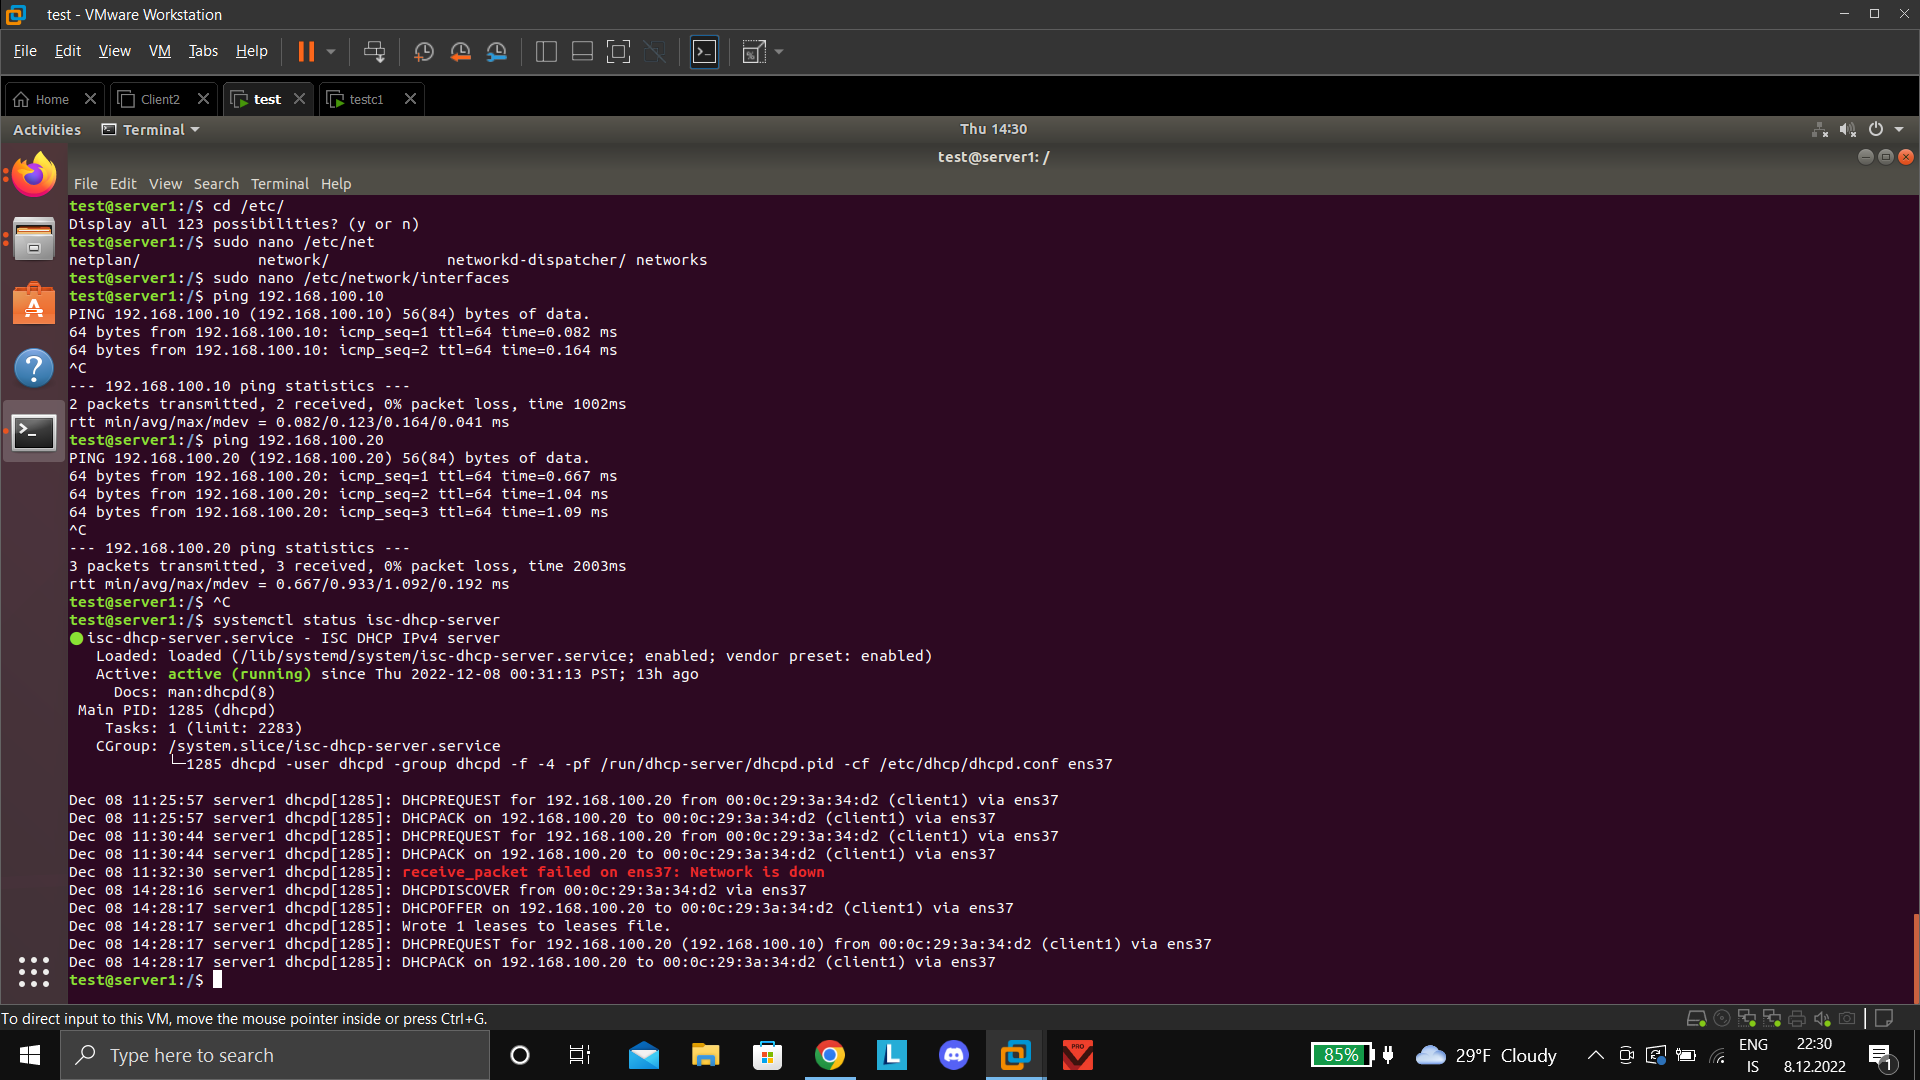 test - VMware Workstation
File Edit View VM Tabs Help
Home Client2 test testc1
Activities Terminal Thu 14:30
test@server1: /
File Edit View Search Terminal Help
test@server1:/$ cd /etc/
Display all 123 possibilities? (y or n)
test@server1:/$ sudo nano /etc/net
netplan/ network/ networkd-dispatcher/ networks
test@server1:/$ sudo nano /etc/network/interfaces
test@server1:/$ ping 192.168.100.10
PING 192.168.100.10 (192.168.100.10) 56(84) bytes of data.
64 bytes from 192.168.100.10: icmp_seq=1 ttl=64 time=0.082 ms
64 bytes from 192.168.100.10: icmp_seq=2 ttl=64 time=0.164 ms
^C
--- 192.168.100.10 ping statistics ---
2 packets transmitted, 2 received, 0% packet loss, time 1002ms
rtt min/avg/max/mdev = 0.082/0.123/0.164/0.041 ms
test@server1:/$ ping 192.168.100.20
PING 192.168.100.20 (192.168.100.20) 56(84) bytes of data.
64 bytes from 192.168.100.20: icmp_seq=1 ttl=64 time=0.667 ms
64 bytes from 192.168.100.20: icmp_seq=2 ttl=64 time=1.04 ms
64 bytes from 192.168.100.20: icmp_seq=3 ttl=64 time=1.09 ms
^C
--- 192.168.100.20 ping statistics ---
3 packets transmitted, 3 received, 0% packet loss, time 2003ms
rtt min/avg/max/mdev = 0.667/0.933/1.092/0.192 ms
test@server1:/$ ^C
test@server1:/$ systemctl status isc-dhcp-server
● isc-dhcp-server.service - ISC DHCP IPv4 server
Loaded: loaded (/lib/systemd/system/isc-dhcp-server.service; enabled; vendor preset: enabled)
Active: active (running) since Thu 2022-12-08 00:31:13 PST; 13h ago
Docs: man:dhcpd(8)
Main PID: 1285 (dhcpd)
Tasks: 1 (limit: 2283)
CGroup: /system.slice/isc-dhcp-server.service
└─1285 dhcpd -user dhcpd -group dhcpd -f -4 -pf /run/dhcp-server/dhcpd.pid -cf /etc/dhcp/dhcpd.conf ens37
Dec 08 11:25:57 server1 dhcpd[1285]: DHCPREQUEST for 192.168.100.20 from 00:0c:29:3a:34:d2 (client1) via ens37
Dec 08 11:25:57 server1 dhcpd[1285]: DHCPACK on 192.168.100.20 to 00:0c:29:3a:34:d2 (client1) via ens37
Dec 08 11:30:44 server1 dhcpd[1285]: DHCPREQUEST for 192.168.100.20 from 00:0c:29:3a:34:d2 (client1) via ens37
Dec 08 11:30:44 server1 dhcpd[1285]: DHCPACK on 192.168.100.20 to 00:0c:29:3a:34:d2 (client1) via ens37
Dec 08 11:32:30 server1 dhcpd[1285]: receive_packet failed on ens37: Network is down
Dec 08 14:28:16 server1 dhcpd[1285]: DHCPDISCOVER from 00:0c:29:3a:34:d2 via ens37
Dec 08 14:28:17 server1 dhcpd[1285]: DHCPOFFER on 192.168.100.20 to 00:0c:29:3a:34:d2 (client1) via ens37
Dec 08 14:28:17 server1 dhcpd[1285]: Wrote 1 leases to leases file.
Dec 08 14:28:17 server1 dhcpd[1285]: DHCPREQUEST for 192.168.100.20 (192.168.100.10) from 00:0c:29:3a:34:d2 (client1) via ens37
Dec 08 14:28:17 server1 dhcpd[1285]: DHCPACK on 192.168.100.20 to 00:0c:29:3a:34:d2 (client1) via ens37
test@server1:/$
To direct input to this VM, move the mouse pointer inside or press Ctrl+G.
Type here to search
L
PRO
85%
29°F Cloudy
ENG
IS
22:30
8.12.2022
1